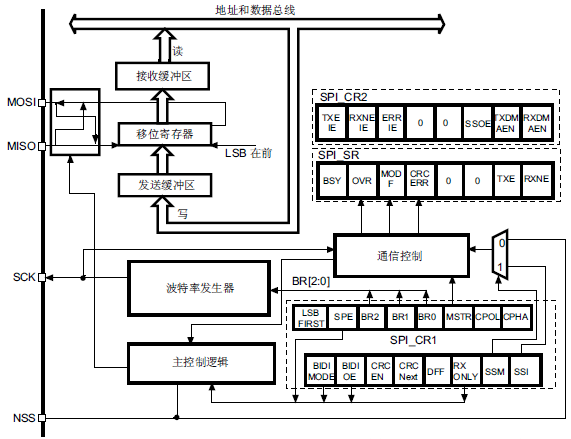 地址和数据总线
读
接收缓冲区
MOSI
SPI_CR2
TXE IE
RXNE IE
ERR IE
0
0
SSOE
TXDM AEN
RXDM AEN
移位寄存器
MISO
LSB 在前
SPI_SR
发送缓冲区
BSY
OVR
MOD F
CRC ERR
0
0
TXE
RXNE
写
通信控制
0
1
SCK
波特率发生器
BR[2:0]
LSB FIRST
SPE
BR2
BR1
BR0
MSTR
CPOL
CPHA
SPI_CR1
主控制逻辑
BIDI MODE
BIDI OE
CRC EN
CRC Next
DFF
RX ONLY
SSM
SSI
NSS